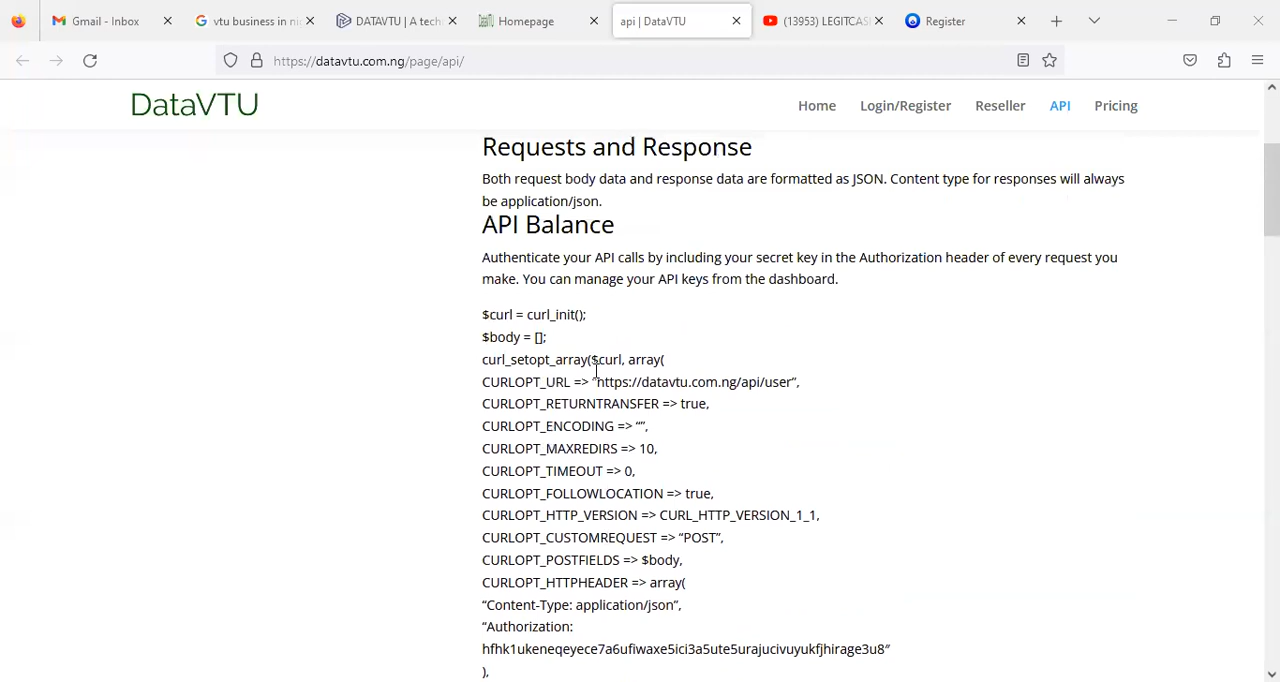 Gmail - Inbox
vtu business in ni
DATAVTU | A tech
Homepage
api | DataVTU
(13953) LEGITCAS
Register
https://datavtu.com.ng/page/api/
DataVTU
Home
Login/Register
Reseller
API
Pricing
Requests and Response
Both request body data and response data are formatted as JSON. Content type for responses will always
be application/json.
API Balance
Authenticate your API calls by including your secret key in the Authorization header of every request you
make. You can manage your API keys from the dashboard.
$curl = curl_init();
$body = [];
curl_setopt_array($curl, array(
CURLOPT_URL => “https://datavtu.com.ng/api/user”,
CURLOPT_RETURNTRANSFER => true,
CURLOPT_ENCODING => “”,
CURLOPT_MAXREDIRS => 10,
CURLOPT_TIMEOUT => 0,
CURLOPT_FOLLOWLOCATION => true,
CURLOPT_HTTP_VERSION => CURL_HTTP_VERSION_1_1,
CURLOPT_CUSTOMREQUEST => “POST”,
CURLOPT_POSTFIELDS => $body,
CURLOPT_HTTPHEADER => array(
“Content-Type: application/json”,
“Authorization:
hfhk1ukeneqeyece7a6ufiwaxe5ici3a5ute5urajucivuyukfjhirage3u8″
),